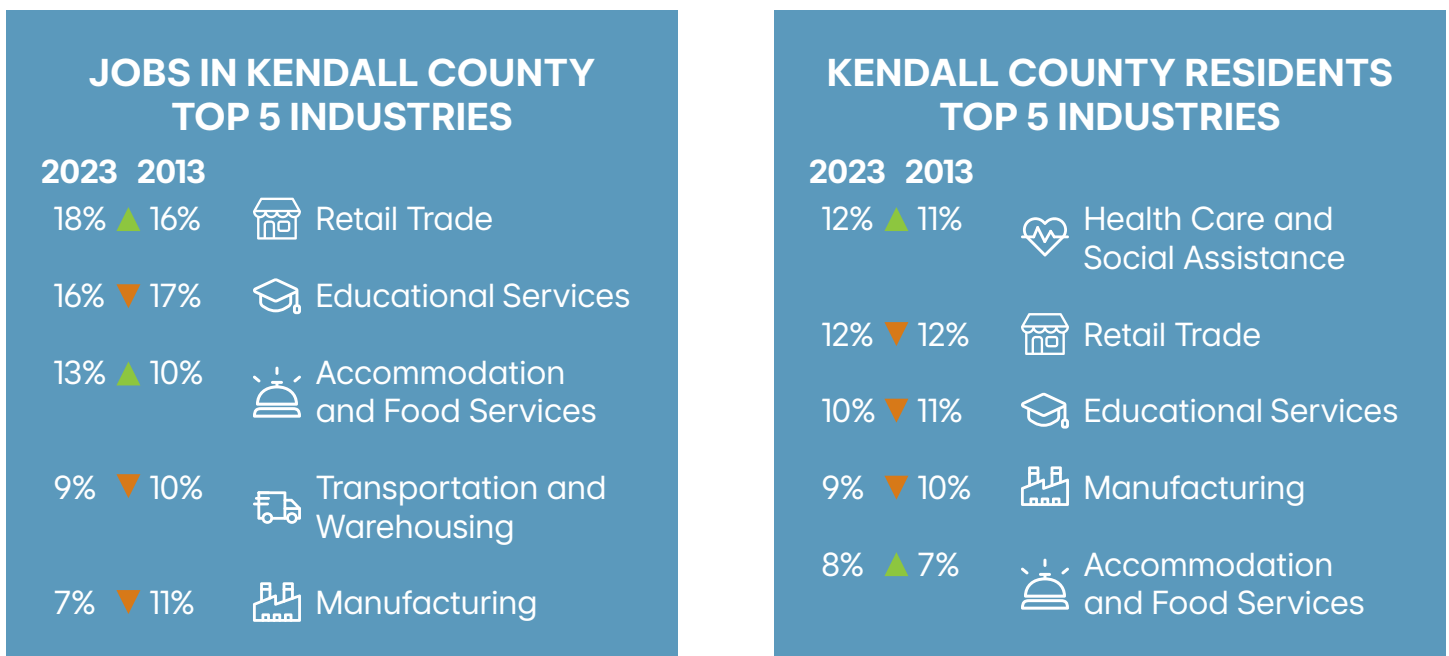 JOBS IN KENDALL COUNTY
TOP 5 INDUSTRIES
2023 2013
18% 16% Retail Trade
16% 17% Educational Services
13% 10% Accommodation
and Food Services
9% 10% Transportation and
Warehousing
7% 11% Manufacturing
KENDALL COUNTY RESIDENTS
TOP 5 INDUSTRIES
2023 2013
12% 11% Health Care and
Social Assistance
12% 12% Retail Trade
10% 11% Educational Services
9% 10% Manufacturing
8% 7% Accommodation
and Food Services